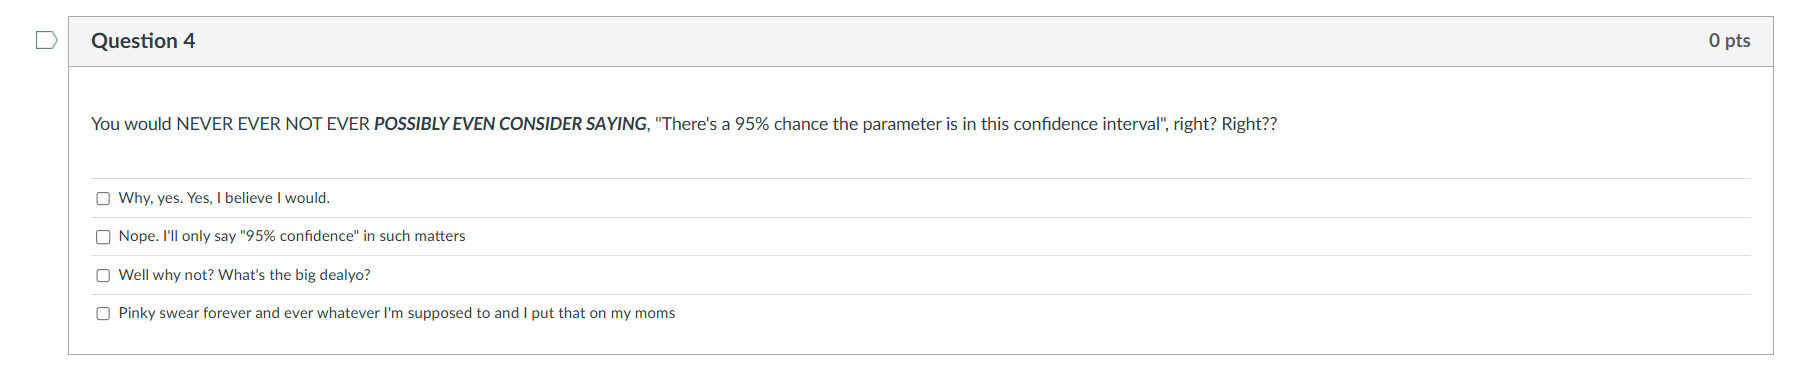 Question 4
0 pts
You would NEVER EVER NOT EVER POSSIBLY EVEN CONSIDER SAYING, "There's a 95% chance the parameter is in this confidence interval", right? Right??
Why, yes. Yes, I believe I would.
Nope. I'll only say "95% confidence" in such matters
Well why not? What's the big dealyo?
Pinky swear forever and ever whatever I'm supposed to and I put that on my moms